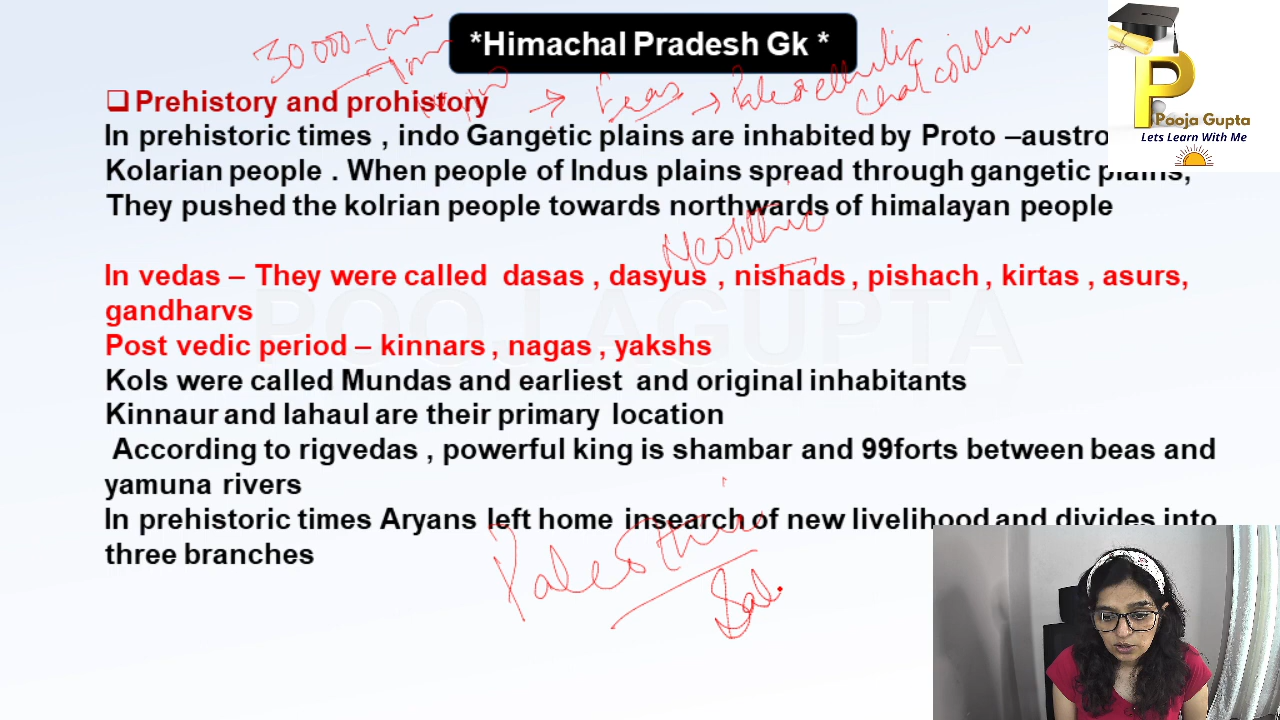 *Himachal Pradesh Gk *
30000-
❑ Prehistory and prohistory
In prehistoric times , indo Gangetic plains are inhabited by Proto –austro
Kolarian people . When people of Indus plains spread through gangetic plains,
They pushed the kolrian people towards northwards of himalayan people
In vedas – They were called dasas , dasyus , nishads , pishach , kirtas , asurs,
gandharvs
Post vedic period – kinnars , nagas , yakshs
Kols were called Mundas and earliest and original inhabitants
Kinnaur and lahaul are their primary location
According to rigvedas , powerful king is shambar and 99forts between beas and
yamuna rivers
In prehistoric times Aryans left home insearch of new livelihood and divides into
three branches
P
Pooja Gupta
Lets Learn With Me
POOJAGUPTA